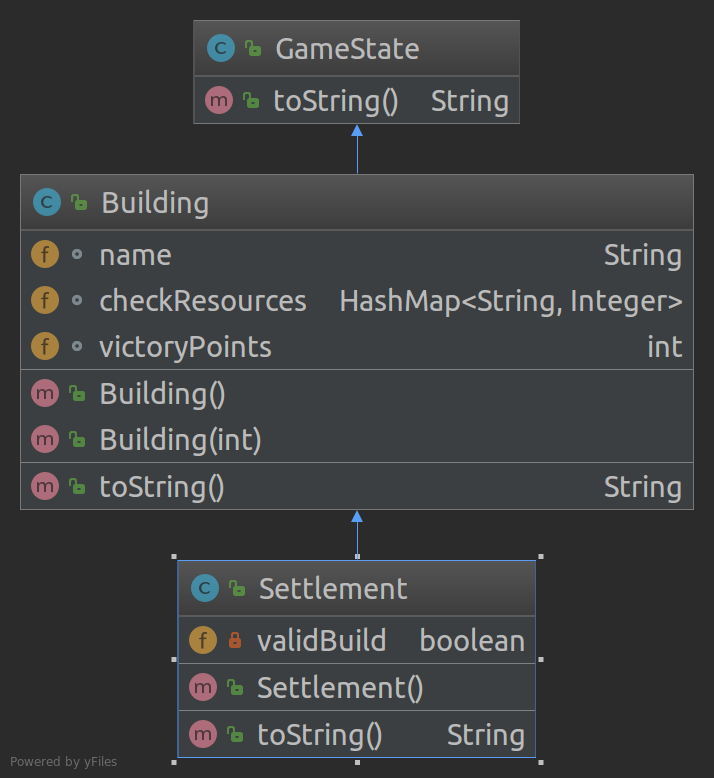 C GameState
m toString() String
C Building
f name String
f checkResources HashMap<String, Integer>
f victoryPoints int
m Building()
m Building(int)
m toString() String
C Settlement
f validBuild boolean
m Settlement()
m toString() String
Powered by yFiles